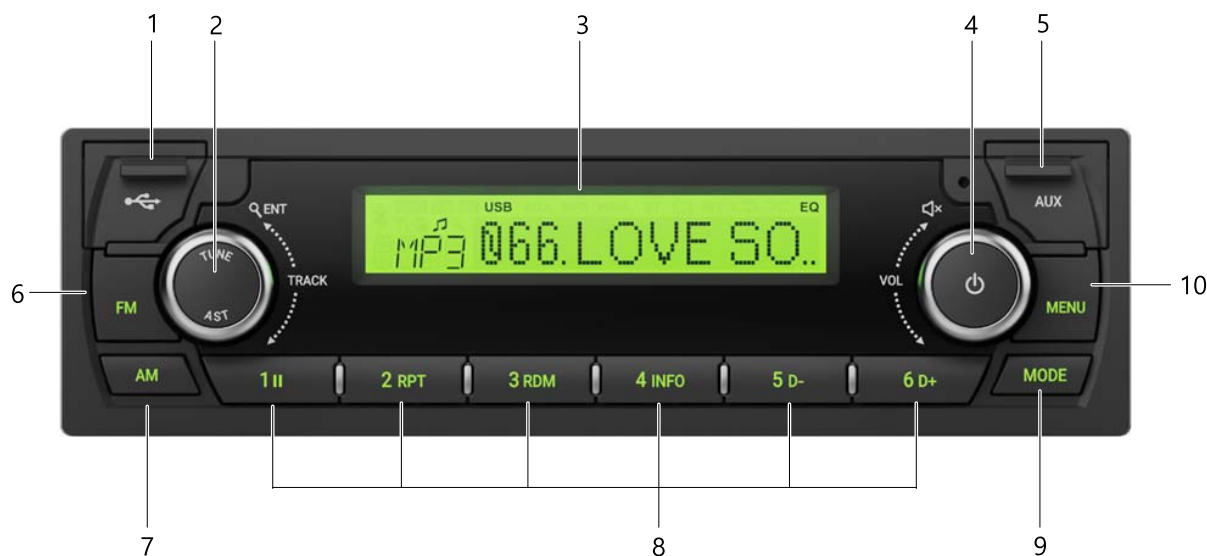 1 2 3 4 5
USB EQ
MP3 066. LOVE SO..
ENT
AUX
TUNE
TRACK
VOL
AST
6
10
FM
MENU
AM
1 2 RPT 3 RDM 4 INFO 5 D- 6 D+
MODE
7 8 9